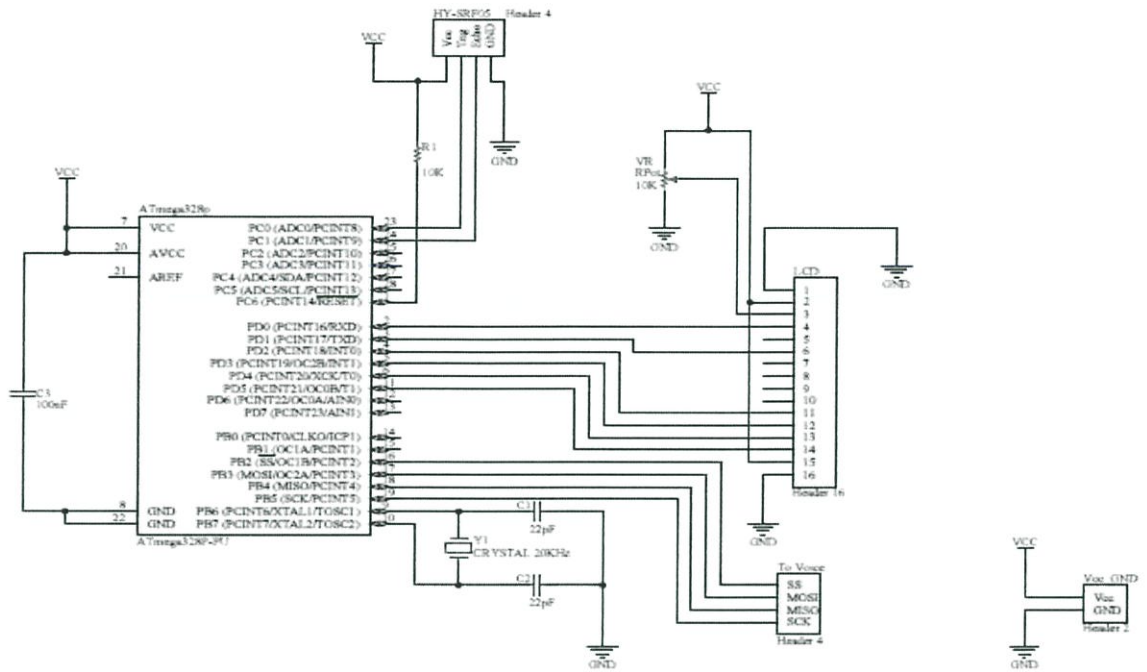 HY-SRF05 Header 4
Vcc
Trig
Echo
GND
VCC
R1
10K
GND
VCC
VR
RPot
10K
GND
VCC
ATmega328p
7 VCC
20 AVCC
21 AREF
8 GND
22 GND
PC0 (ADC0/PCINT8) 23
PC1 (ADC1/PCINT9)
PC2 (ADC2/PCINT10)
PC3 (ADC3/PCINT11)
PC4 (ADC4/SDA/PCINT12)
PC5 (ADC5/SCL/PCINT13)
PC6 (PCINT14/RESET)
PD0 (PCINT16/RXD)
PD1 (PCINT17/TXD)
PD2 (PCINT18/INT0)
PD3 (PCINT19/OC2B/INT1)
PD4 (PCINT20/XCK/T0)
PD5 (PCINT21/OC0B/T1)
PD6 (PCINT22/OC0A/AIN0)
PD7 (PCINT23/AIN1)
PB0 (PCINT0/CLKO/ICP1) 14
PB1 (OC1A/PCINT1)
PB2 (SS/OC1B/PCINT2)
PB3 (MOSI/OC2A/PCINT3)
PB4 (MISO/PCINT4)
PB5 (SCK/PCINT5)
PB6 (PCINT6/XTAL1/TOSC1)
PB7 (PCINT7/XTAL2/TOSC2)
ATmega328P-PU
C3
100nF
C1
22pF
Y1
CRYSTAL 20KHz
C2
22pF
GND
GND
LCD
1
2
3
4
5
6
7
8
9
10
11
12
13
14
15
16
Header 16
GND
To Voice
SS
MOSI
MISO
SCK
Header 4
VCC
Vcc GND
Vcc
GND
Header 2
GND